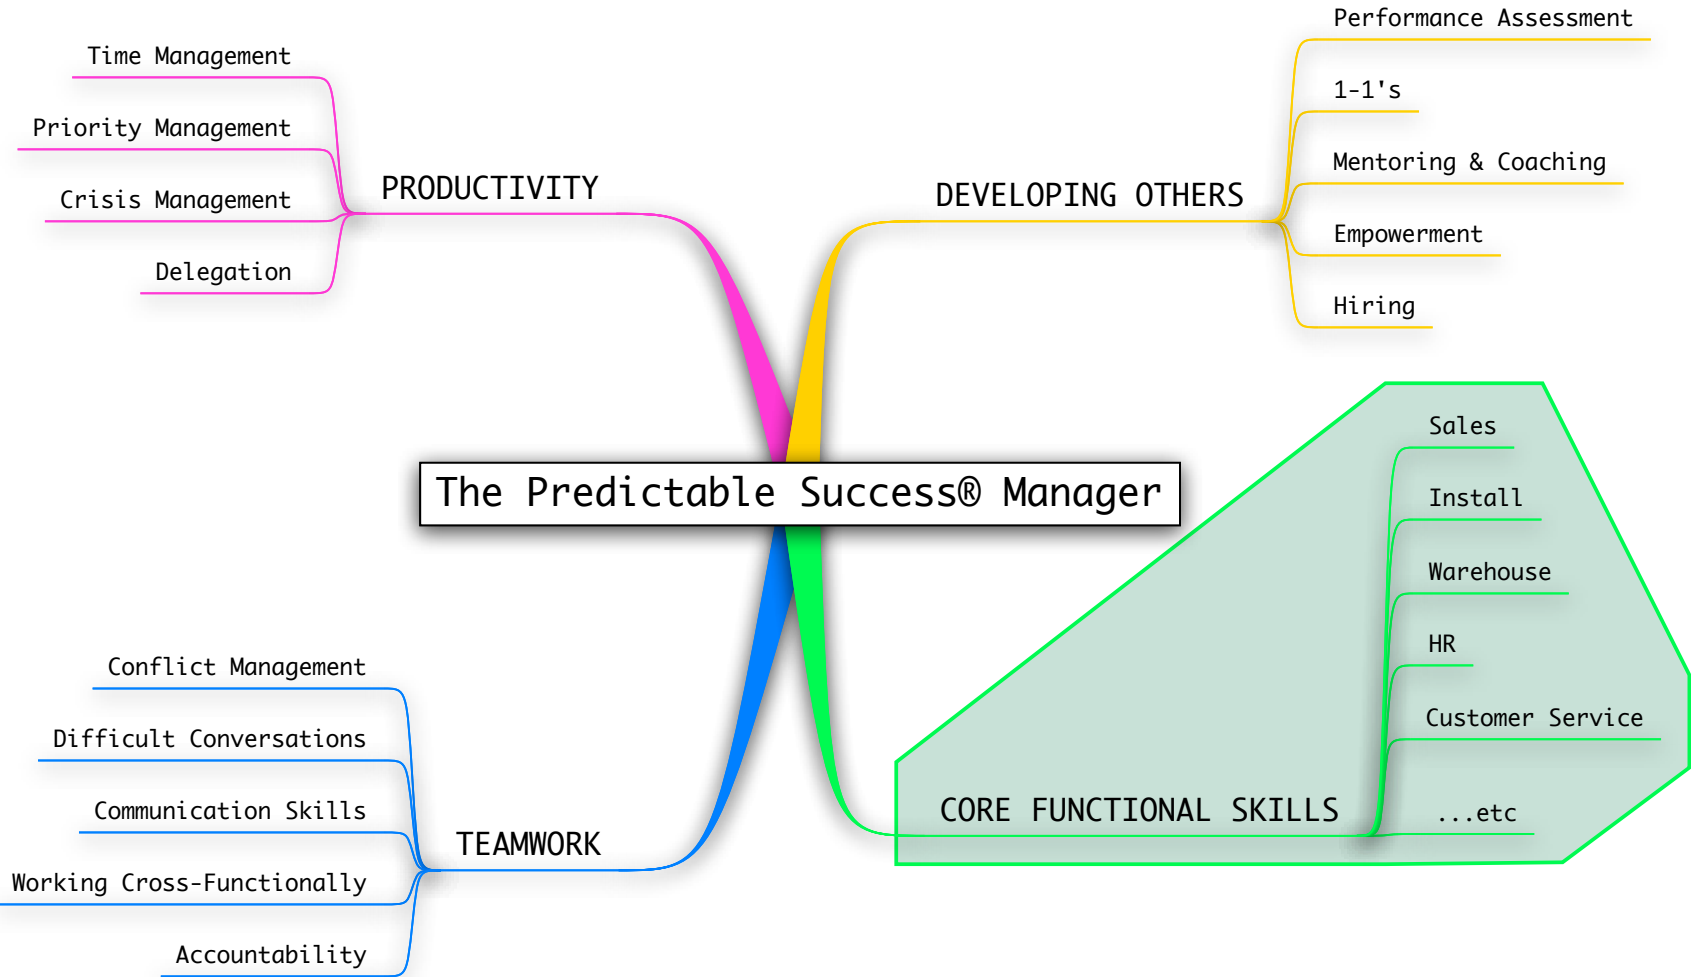 Time Management
Priority Management
Crisis Management
Delegation
PRODUCTIVITY
DEVELOPING OTHERS
Performance Assessment
1-1's
Mentoring & Coaching
Empowerment
Hiring
The Predictable Success® Manager
Conflict Management
Difficult Conversations
Communication Skills
Working Cross-Functionally
Accountability
TEAMWORK
CORE FUNCTIONAL SKILLS
Sales
Install
Warehouse
HR
Customer Service
...etc